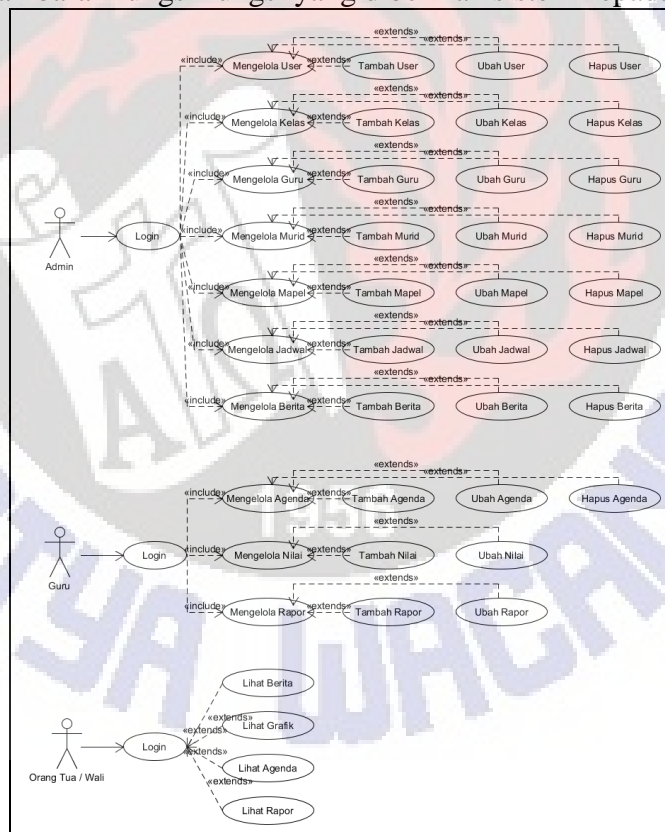 «extends»
«extends»
«include» Mengelola User «extends» Tambah User Ubah User Hapus User
«extends»
«extends»
«include» Mengelola Kelas «extends» Tambah Kelas Ubah Kelas Hapus Kelas
«extends»
«extends»
«include» Mengelola Guru «extends» Tambah Guru Ubah Guru Hapus Guru
«extends»
«extends»
Admin Login «include» Mengelola Murid «extends» Tambah Murid Ubah Murid Hapus Murid
«extends»
«extends»
«include» Mengelola Mapel «extends» Tambah Mapel Ubah Mapel Hapus Mapel
«extends»
«extends»
«include» Mengelola Jadwal «extends» Tambah Jadwal Ubah Jadwal Hapus Jadwal
«extends»
«extends»
«include» Mengelola Berita «extends» Tambah Berita Ubah Berita Hapus Berita
«extends»
«extends»
«include» Mengelola Agenda «extends» Tambah Agenda Ubah Agenda Hapus Agenda
1956
«extends»
Guru Login «include» Mengelola Nilai «extends» Tambah Nilai Ubah Nilai
«extends»
«include» Mengelola Rapor «extends» Tambah Rapor Ubah Rapor
Lihat Berita
«extends» Lihat Grafik
«extends»
Orang Tua / Wali Login
«extends»
Lihat Agenda
«extends»
Lihat Rapor